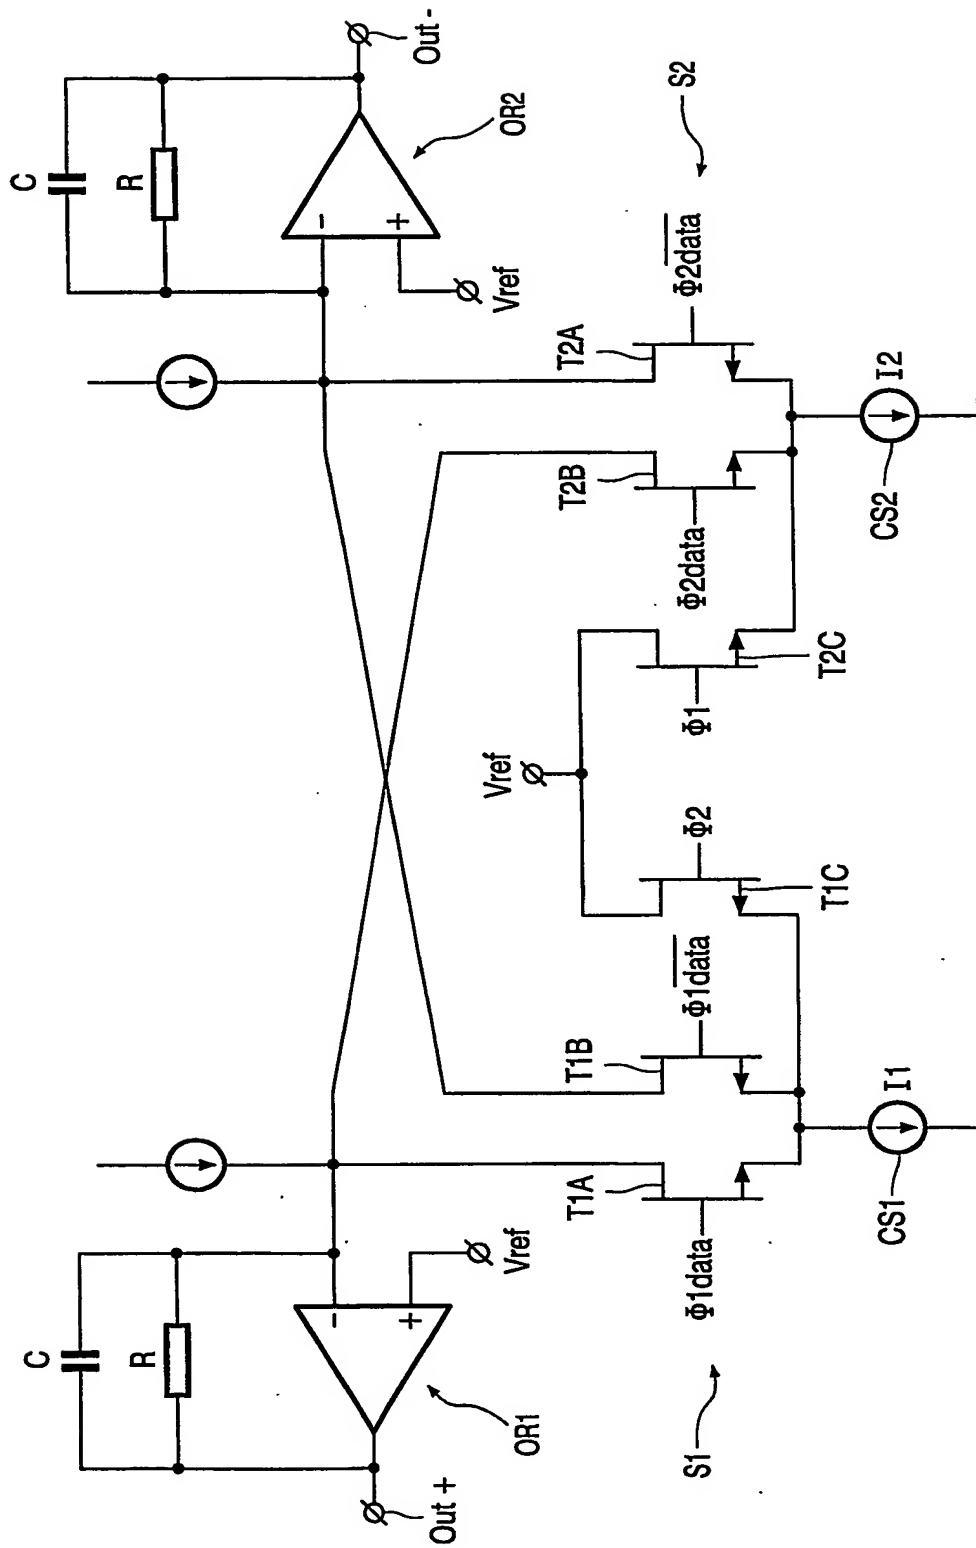 C
R
Out -
OR2
-
+
Vref
S2
T2A
Φ2data
T2B
Φ2data
I2
CS2
Φ1
T2C
Vref
Φ2
T1C
Φ1data
T1B
I1
T1A
Φ1data
CS1
C
R
-
+
Vref
OR1
Out +
S1